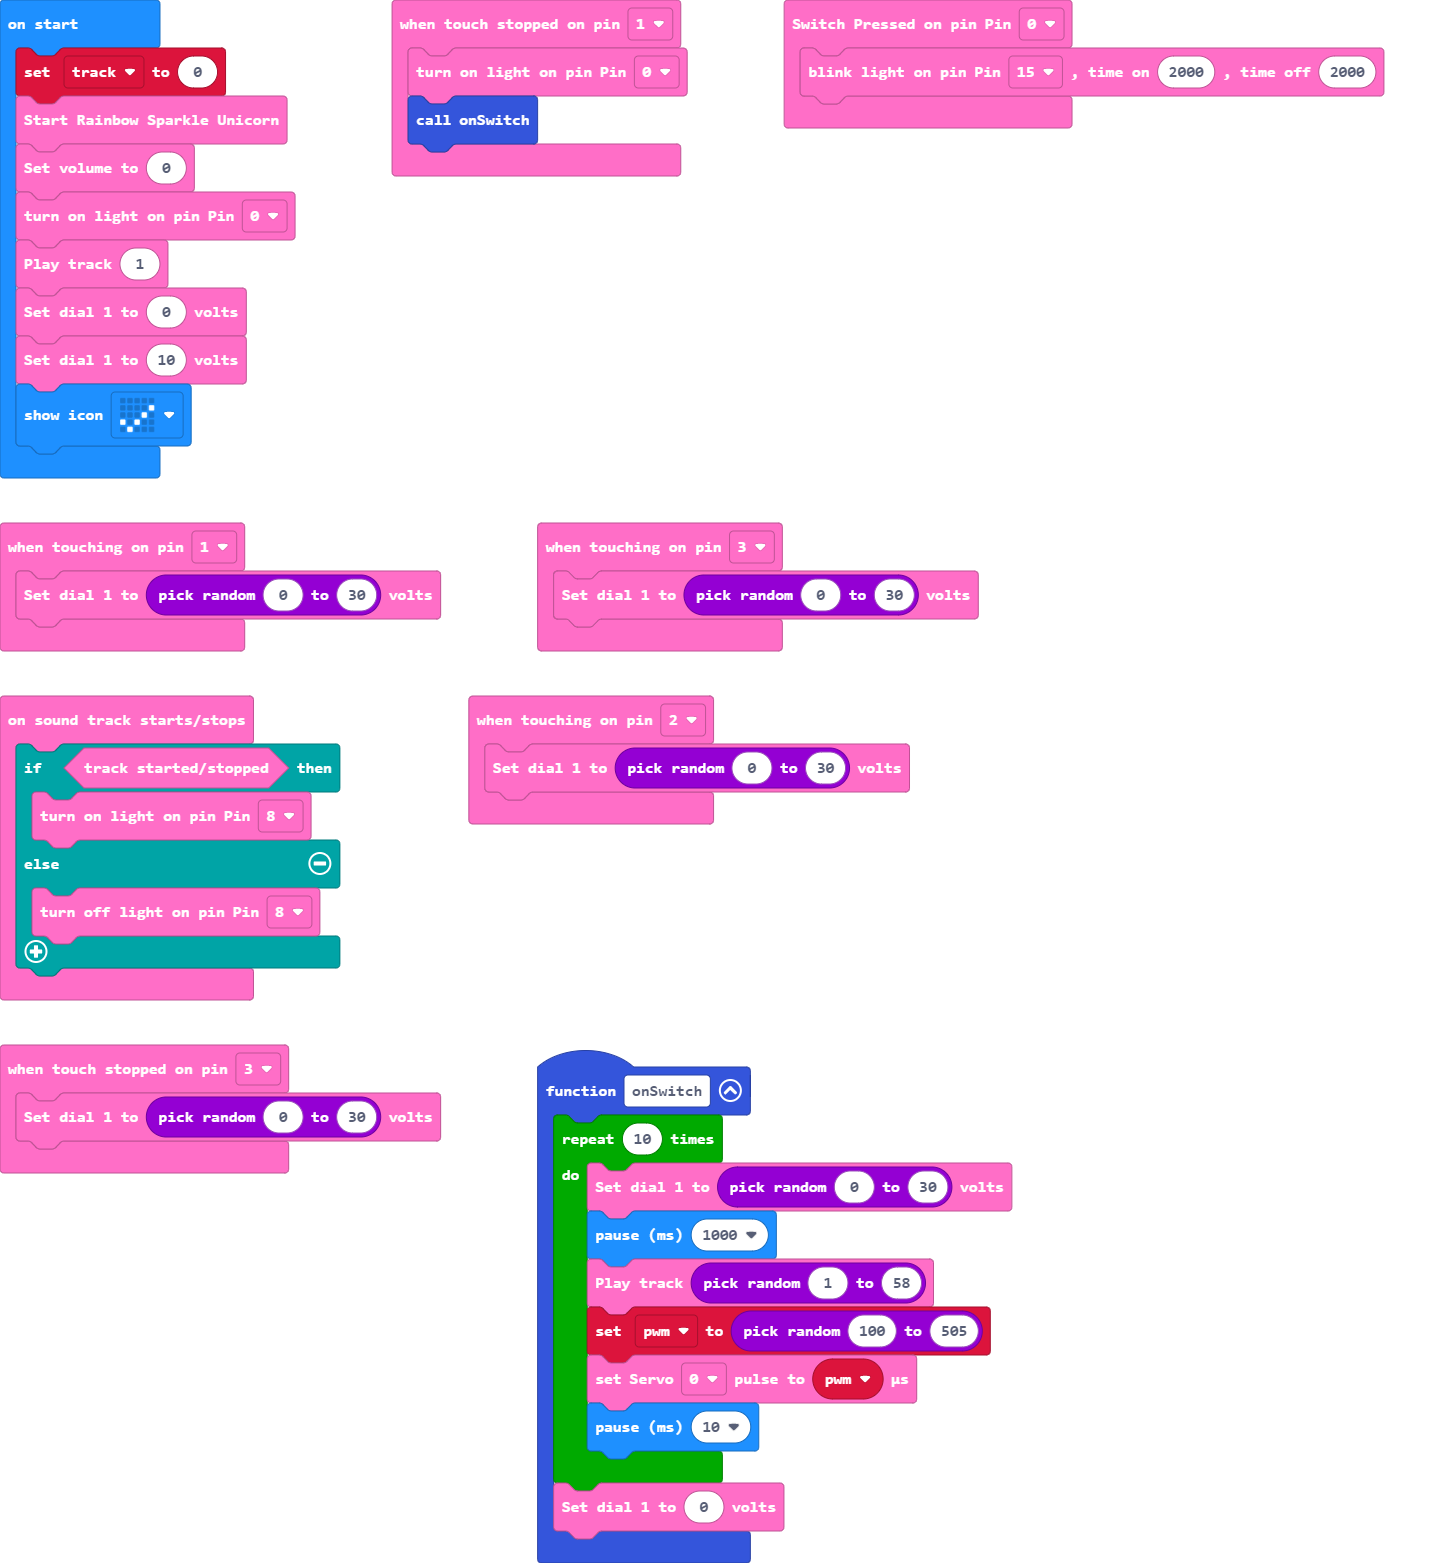 on start
set track to 0
Start Rainbow Sparkle Unicorn
Set volume to 0
turn on light on pin Pin 0
Play track 1
Set dial 1 to 0 volts
Set dial 1 to 10 volts
show icon
when touch stopped on pin 1
turn on light on pin Pin 0
call onSwitch
Switch Pressed on pin Pin 0
blink light on pin Pin 15 , time on 2000 , time off 2000
when touching on pin 1
Set dial 1 to pick random 0 to 30 volts
when touching on pin 3
Set dial 1 to pick random 0 to 30 volts
on sound track starts/stops
if track started/stopped then
turn on light on pin Pin 8
else
turn off light on pin Pin 8
when touching on pin 2
Set dial 1 to pick random 0 to 30 volts
when touch stopped on pin 3
Set dial 1 to pick random 0 to 30 volts
function onSwitch
repeat 10 times
do
Set dial 1 to pick random 0 to 30 volts
pause (ms) 1000
Play track pick random 1 to 58
set pwm to pick random 100 to 505
set Servo 0 pulse to pwm µs
pause (ms) 10
Set dial 1 to 0 volts